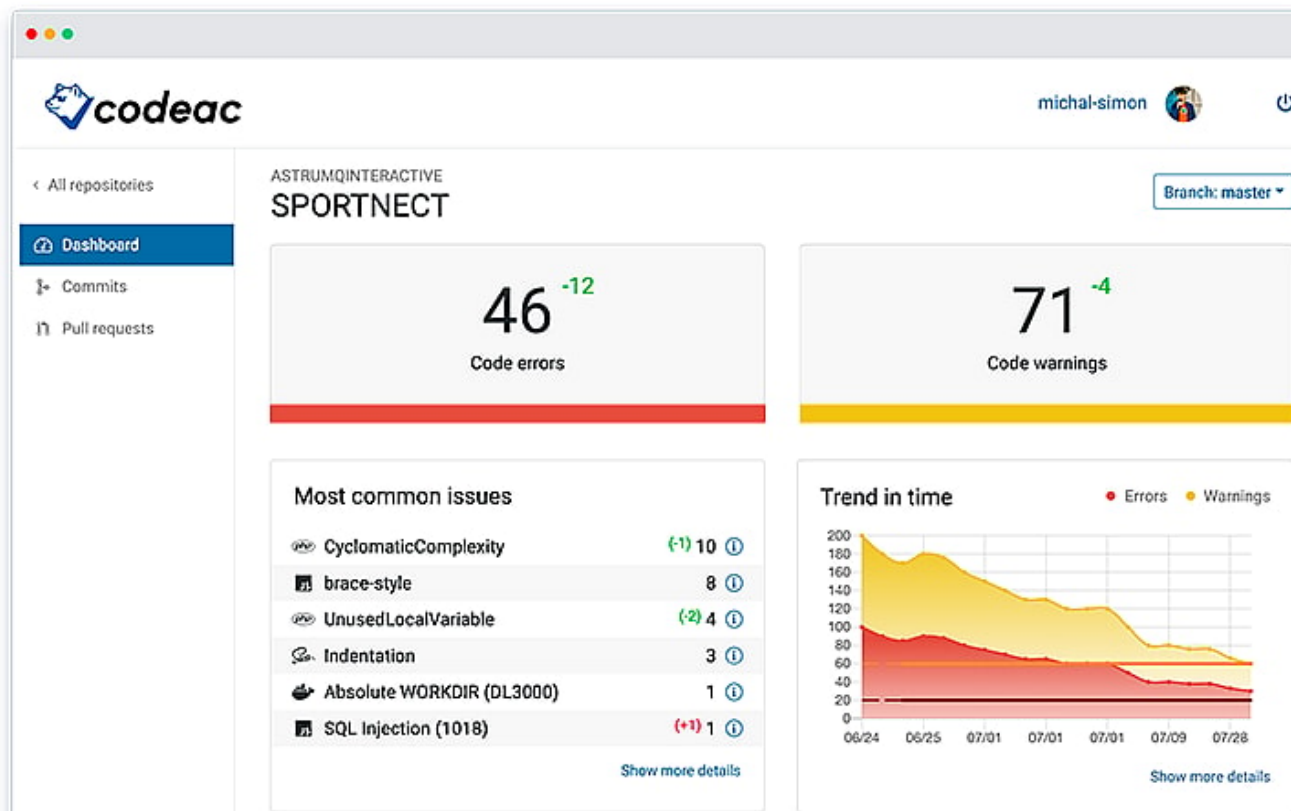 codeac
michal-simon
All repositories
ASTRUMQINTERACTIVE
SPORTNECT
Branch: master
Dashboard
Commits
Pull requests
46 -12
Code errors
71 -4
Code warnings
Most common issues
CyclomaticComplexity (-1) 10
brace-style 8
UnusedLocalVariable (-2) 4
Indentation 3
Absolute WORKDIR (DL3000) 1
SQL Injection (1018) (+1) 1
Show more details
Trend in time
Errors Warnings
200
180
160
140
120
100
80
60
40
20
0
06/24 06/25 07/01 07/01 07/01 07/09 07/28
Show more details